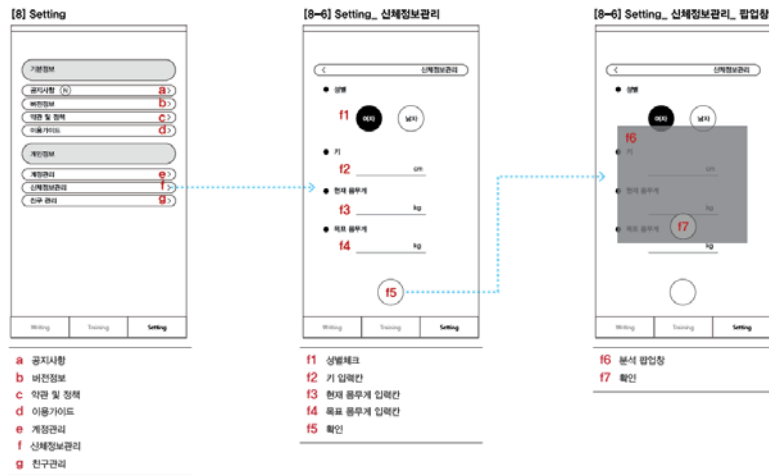 [8] Setting
기본정보
공지사항 N a >
버전정보 b >
약관 및 정책 c >
이용가이드 d >
개인정보
계정관리 e >
신체정보관리 f >
친구 관리 g >
Writing Training Setting
a 공지사항
b 버전정보
c 약관 및 정책
d 이용가이드
e 계정관리
f 신체정보관리
g 친구관리
[8-6] Setting_ 신체정보관리
< 신체정보관리
성별
f1 여자 남자
키
f2 cm
현재 몸무게
f3 kg
목표 몸무게
f4 kg
f5
Writing Training Setting
f1 성별체크
f2 키 입력칸
f3 현재 몸무게 입력칸
f4 목표 몸무게 입력칸
f5 확인
[8-6] Setting_ 신체정보관리_ 팝업창
< 신체정보관리
성별
여자 남자
f6
키
cm
현재 몸무게
kg
목표 몸무게 f7
kg
Writing Training Setting
f6 분석 팝업창
f7 확인